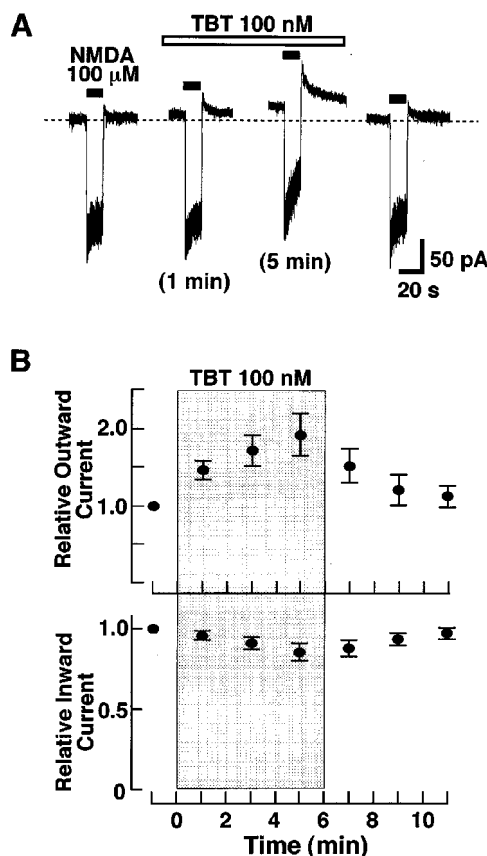 A
TBT 100 nM
NMDA
100 µM
(1 min)
(5 min)
50 pA
20 s
B
TBT 100 nM
Relative Outward
Current
2.0
1.0
Relative Inward
Current
1.0
0.5
0
0 2 4 6 8 10
Time (min)